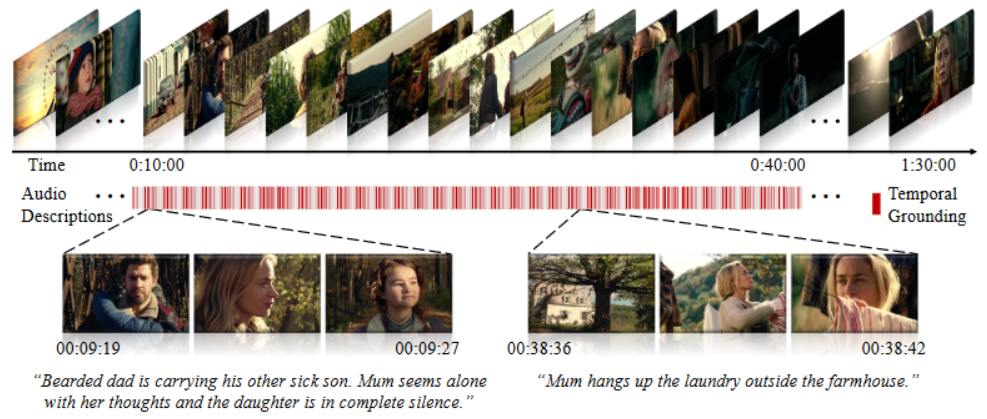 Time
0:10:00
0:40:00
1:30:00
Audio
Descriptions
Temporal
Grounding
00:09:19
00:09:27
00:38:36
00:38:42
“Bearded dad is carrying his other sick son. Mum seems alone
with her thoughts and the daughter is in complete silence.”
“Mum hangs up the laundry outside the farmhouse.”